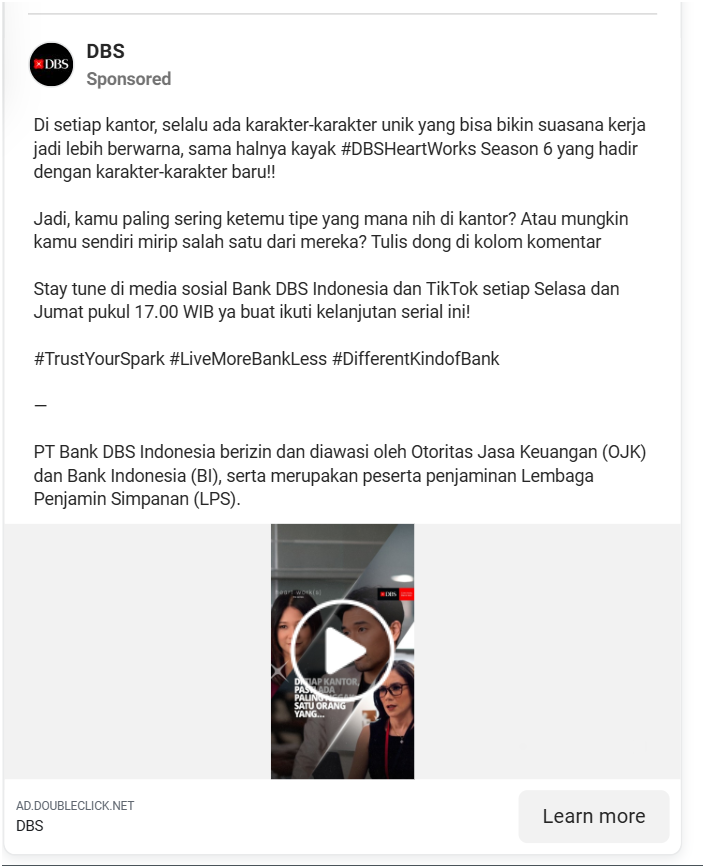 DBS
DBS
Sponsored
Di setiap kantor, selalu ada karakter-karakter unik yang bisa bikin suasana kerja
jadi lebih berwarna, sama halnya kayak #DBSHeartWorks Season 6 yang hadir
dengan karakter-karakter baru!!
Jadi, kamu paling sering ketemu tipe yang mana nih di kantor? Atau mungkin
kamu sendiri mirip salah satu dari mereka? Tulis dong di kolom komentar
Stay tune di media sosial Bank DBS Indonesia dan TikTok setiap Selasa dan
Jumat pukul 17.00 WIB ya buat ikuti kelanjutan serial ini!
#TrustYourSpark #LiveMoreBankLess #DifferentKindofBank
—
PT Bank DBS Indonesia berizin dan diawasi oleh Otoritas Jasa Keuangan (OJK)
dan Bank Indonesia (BI), serta merupakan peserta penjaminan Lembaga
Penjamin Simpanan (LPS).
DBS
KANTOR,
PALING
SATU ORANG
YANG...
AD.DOUBLECLICK.NET
DBS
Learn more